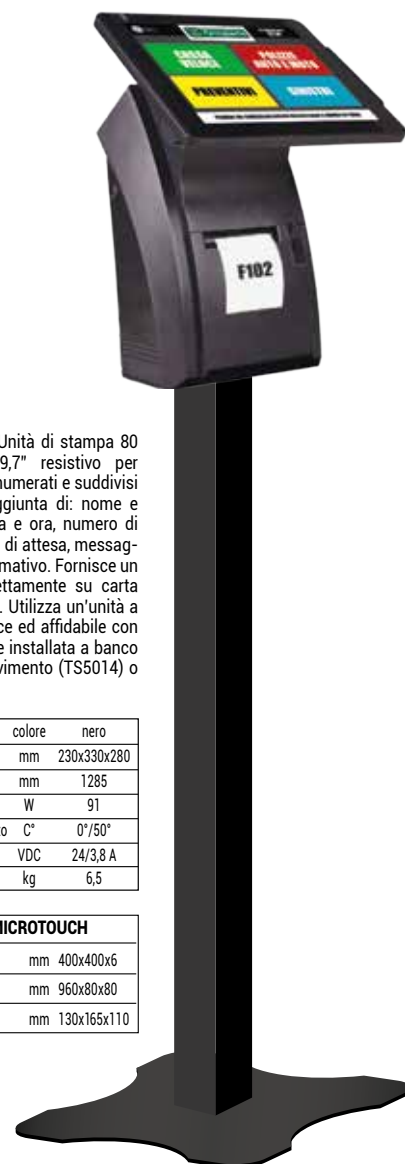 CASSA
VELOCE
POLIZZE
AUTO E MOTO
PREVENTIVI
SINISTRI
F102
Unità di stampa 80
9,7" resistivo per
numerati e suddivisi
ggiunta di: nome e
a e ora, numero di
di attesa, messag-
mativo. Fornisce un
ettamente su carta
. Utilizza un'unità a
ce ed affidabile con
e installata a banco
vimento (TS5014) o
colore nero
mm 230x330x280
mm 1285
W 91
to C° 0°/50°
VDC 24/3,8 A
kg 6,5
MICROTOUCH
mm 400x400x6
mm 960x80x80
mm 130x165x110